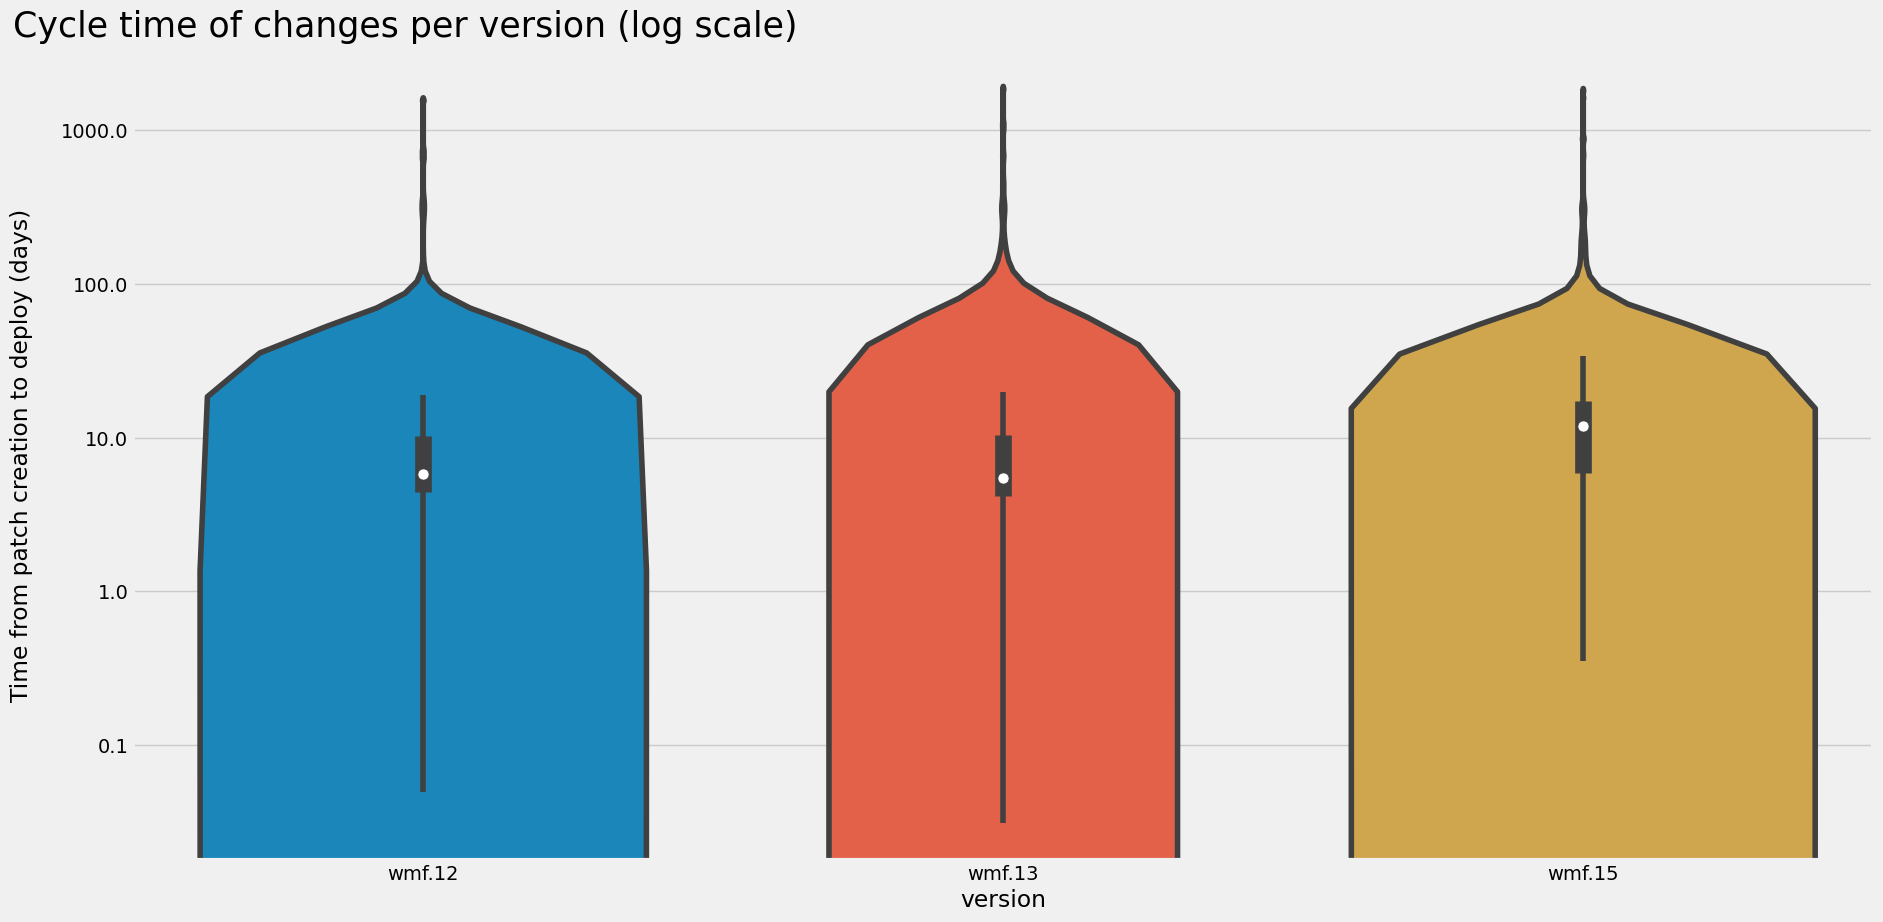 Cycle time of changes per version (log scale)
Time from patch creation to deploy (days)
1000.0
100.0
10.0
1.0
0.1
wmf.12
wmf.13
wmf.15
version